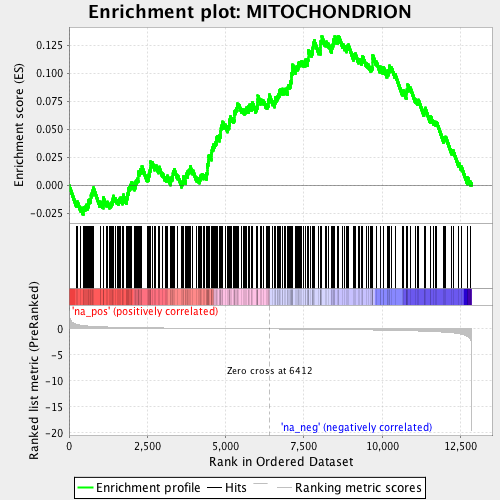 Enrichment plot: MITOCHONDRION
Enrichment score (ES)
0.125
0.100
0.075
0.050
0.025
0.000
-0.025
'na_pos' (positively correlated)
Ranked list metric (PreRanked)
0
-5
-10
-15
-20
Zero cross at 6412
'na_neg' (negatively correlated)
0
2,500
5,000
7,500
10,000
12,500
Rank in Ordered Dataset
Enrichment profile
Hits
Ranking metric scores